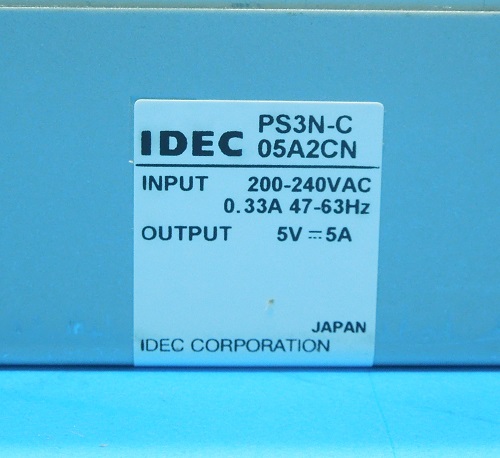 IDEC PS3N-C
05A2CN
INPUT 200-240VAC
0.33A 47-63Hz
OUTPUT 5V ⎓ 5A
JAPAN
IDEC CORPORATION